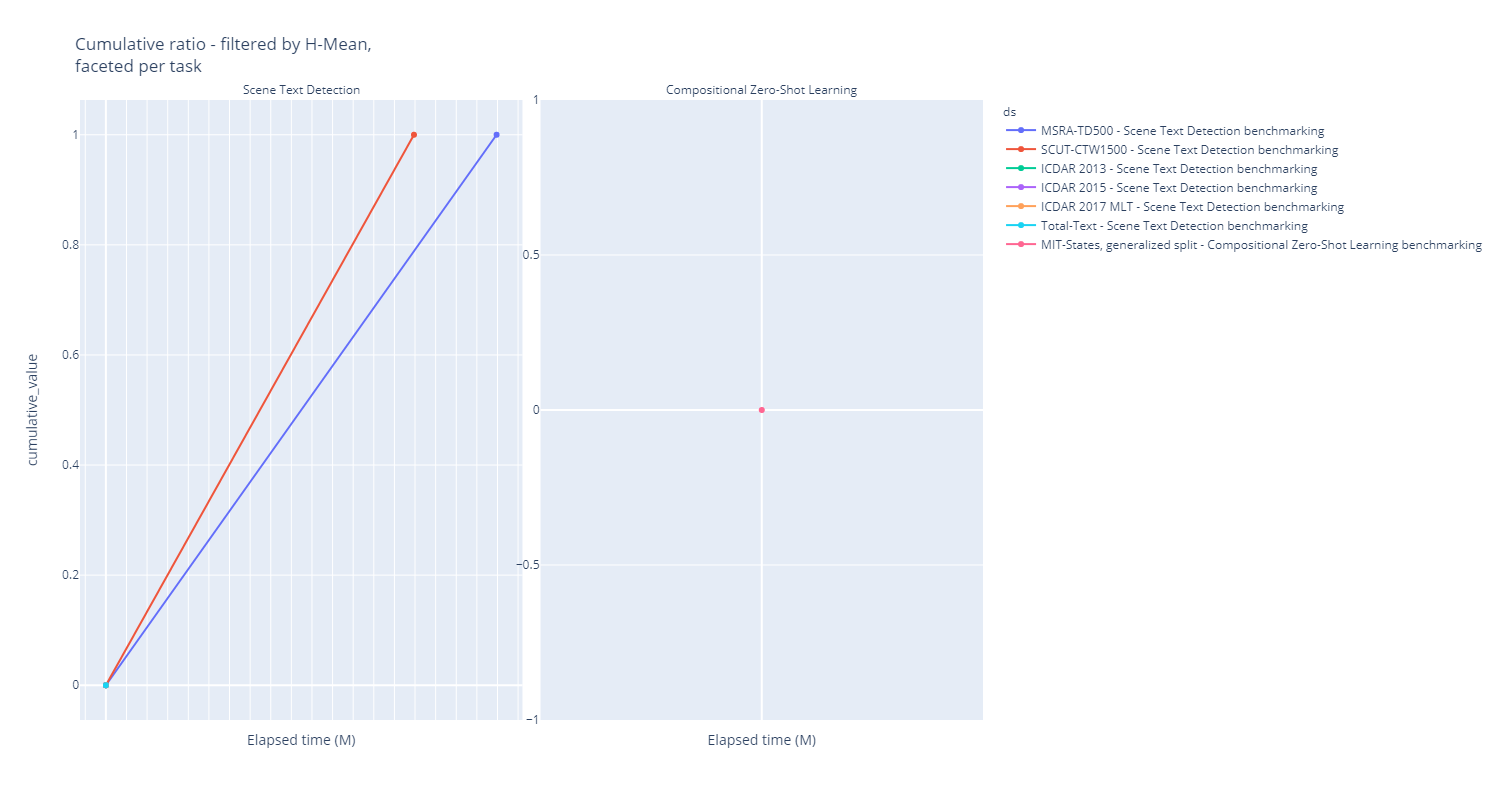 Cumulative ratio - filtered by H-Mean,
faceted per task
Scene Text Detection
Compositional Zero-Shot Learning
cumulative_value
1
0.8
0.6
0.4
0.2
0
1
0.5
0
−0.5
−1
Elapsed time (M)
Elapsed time (M)
ds
MSRA-TD500 - Scene Text Detection benchmarking
SCUT-CTW1500 - Scene Text Detection benchmarking
ICDAR 2013 - Scene Text Detection benchmarking
ICDAR 2015 - Scene Text Detection benchmarking
ICDAR 2017 MLT - Scene Text Detection benchmarking
Total-Text - Scene Text Detection benchmarking
MIT-States, generalized split - Compositional Zero-Shot Learning benchmarking